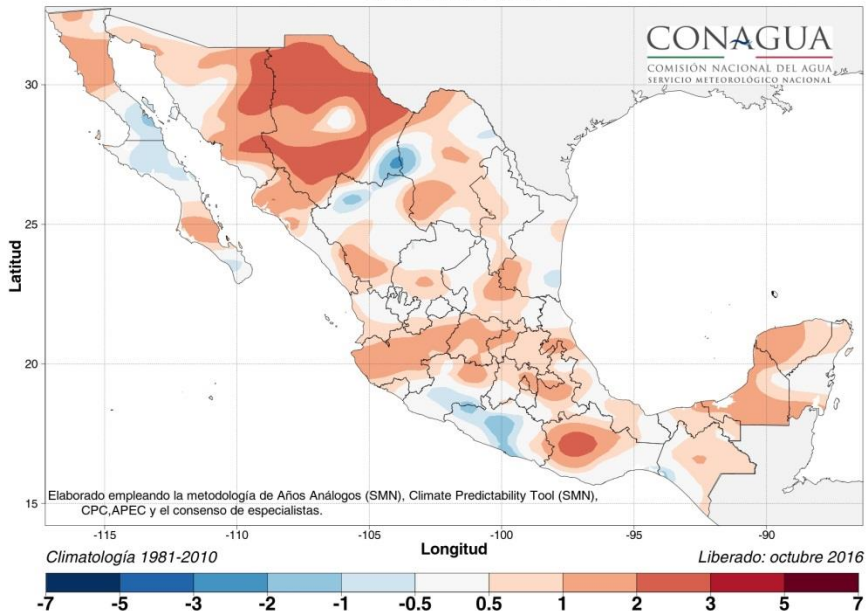 CONAGUA
COMISIÓN NACIONAL DEL AGUA
SERVICIO METEOROLÓGICO NACIONAL
Latitud
30
25
20
15
Elaborado empleando la metodología de Años Análogos (SMN), Climate Predictability Tool (SMN),
CPC,APEC y el consenso de especialistas.
-115 -110 -105 -100 -95 -90
Climatología 1981-2010 Longitud Liberado: octubre 2016
-7 -5 -3 -2 -1 -0.5 0.5 1 2 3 5 7